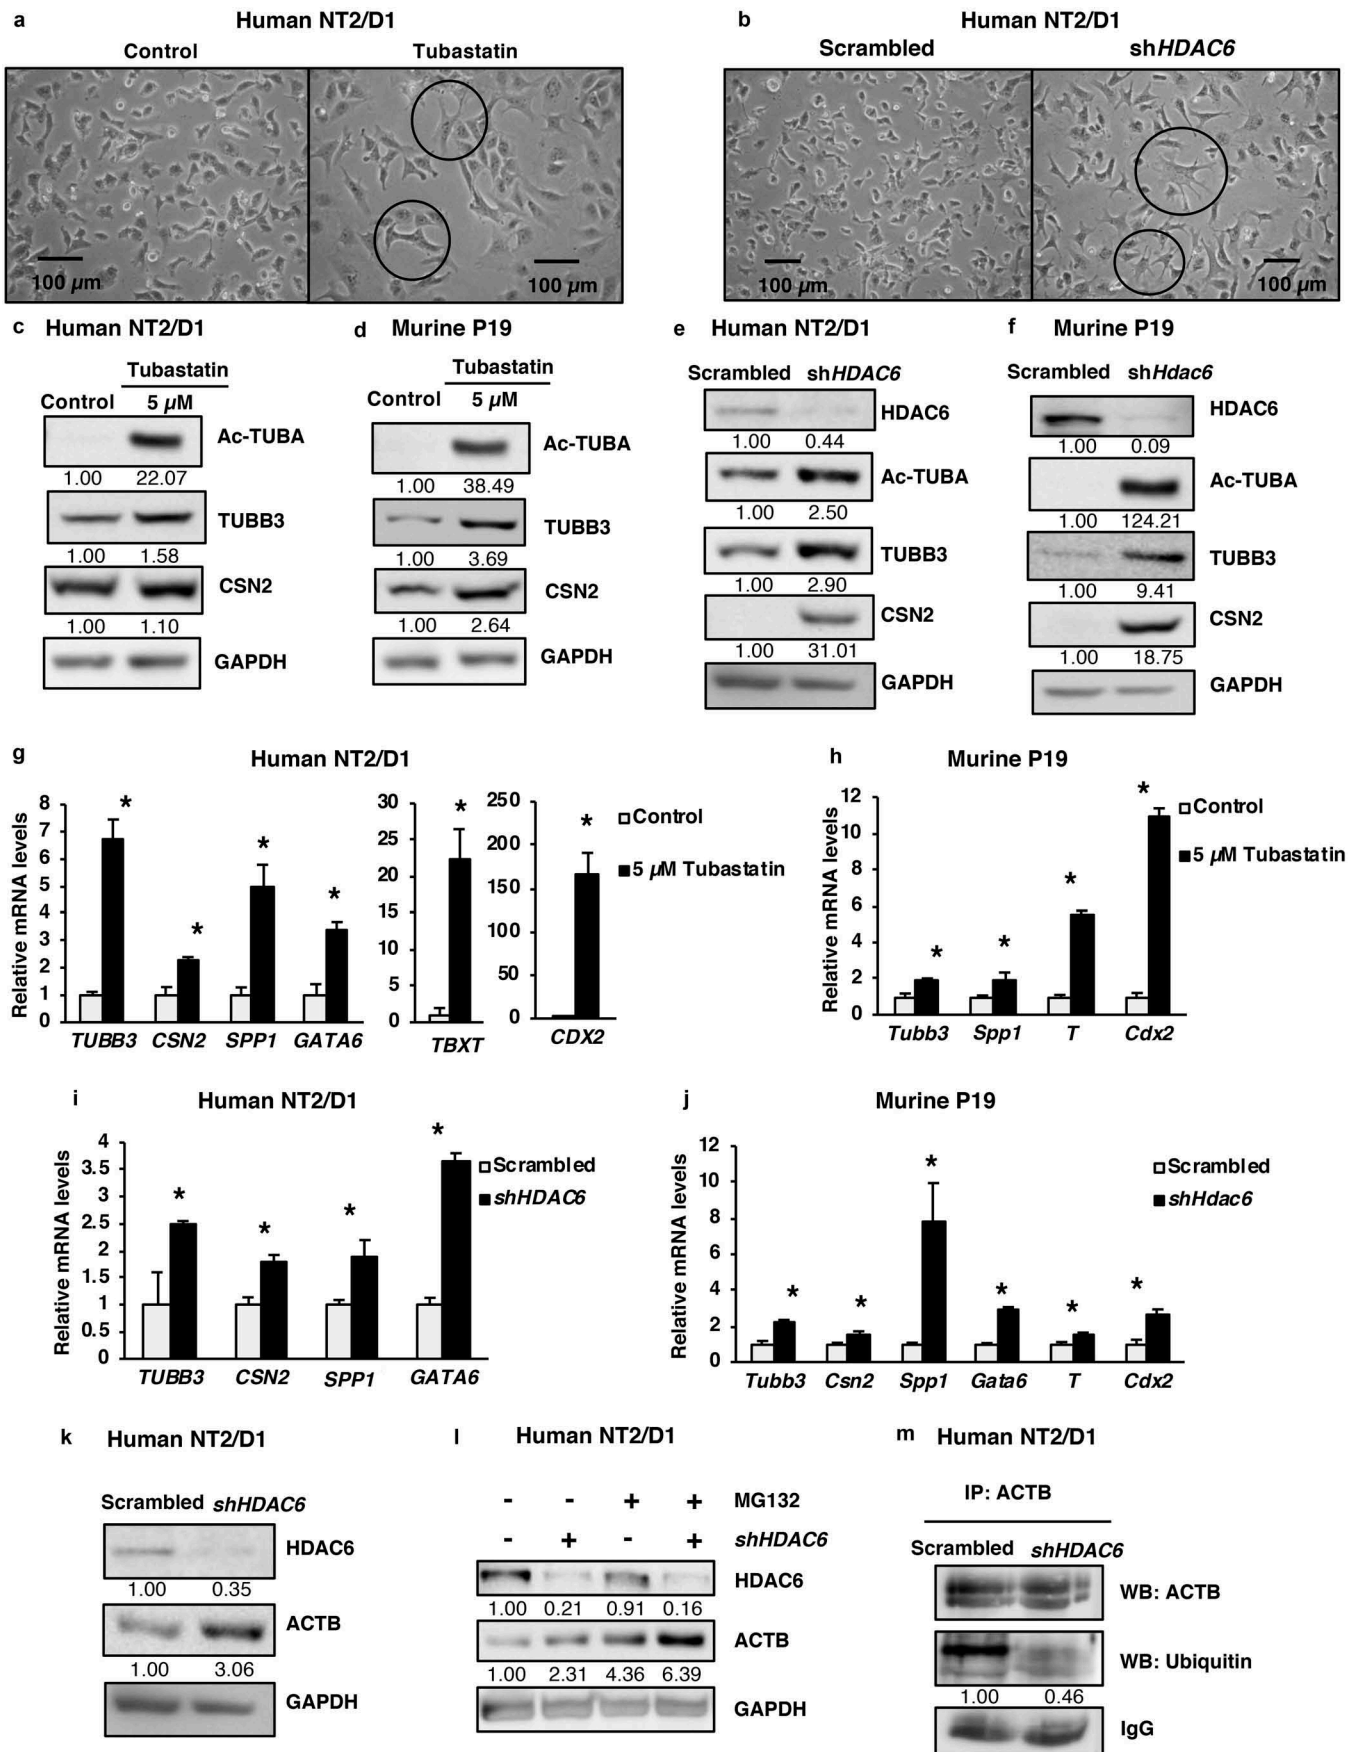 a Human NT2/D1
Control Tubastatin
100 µm 100 µm
b Human NT2/D1
Scrambled shHDAC6
100 µm 100 µm
c Human NT2/D1
Tubastatin
Control 5 µM
Ac-TUBA
1.00 22.07
TUBB3
1.00 1.58
CSN2
1.00 1.10
GAPDH
d Murine P19
Tubastatin
Control 5 µM
Ac-TUBA
1.00 38.49
TUBB3
1.00 3.69
CSN2
1.00 2.64
GAPDH
e Human NT2/D1
Scrambled shHDAC6
HDAC6
1.00 0.44
Ac-TUBA
1.00 2.50
TUBB3
1.00 2.90
CSN2
1.00 31.01
GAPDH
f Murine P19
Scrambled shHdac6
HDAC6
1.00 0.09
Ac-TUBA
1.00 124.21
TUBB3
1.00 9.41
CSN2
1.00 18.75
GAPDH
g Human NT2/D1
Relative mRNA levels
8
7
6
5
4
3
2
1
0
* * * *
TUBB3 CSN2 SPP1 GATA6
30
25
20
15
10
5
0
*
TBXT
250
200
150
100
50
0
*
CDX2
Control
5 µM Tubastatin
h Murine P19
Relative mRNA levels
12
10
8
6
4
2
0
* * * *
Tubb3 Spp1 T Cdx2
Control
5 µM Tubastatin
i Human NT2/D1
Relative mRNA levels
4
3.5
3
2.5
2
1.5
1
0.5
0
* * * *
TUBB3 CSN2 SPP1 GATA6
Scrambled
shHDAC6
j Murine P19
Relative mRNA levels
12
10
8
6
4
2
0
* * * * * *
Tubb3 Csn2 Spp1 Gata6 T Cdx2
Scrambled
shHdac6
k Human NT2/D1
Scrambled shHDAC6
HDAC6
1.00 0.35
ACTB
1.00 3.06
GAPDH
l Human NT2/D1
- - + + MG132
- + - + shHDAC6
HDAC6
1.00 0.21 0.91 0.16
ACTB
1.00 2.31 4.36 6.39
GAPDH
m Human NT2/D1
IP: ACTB
Scrambled shHDAC6
WB: ACTB
WB: Ubiquitin
1.00 0.46
IgG